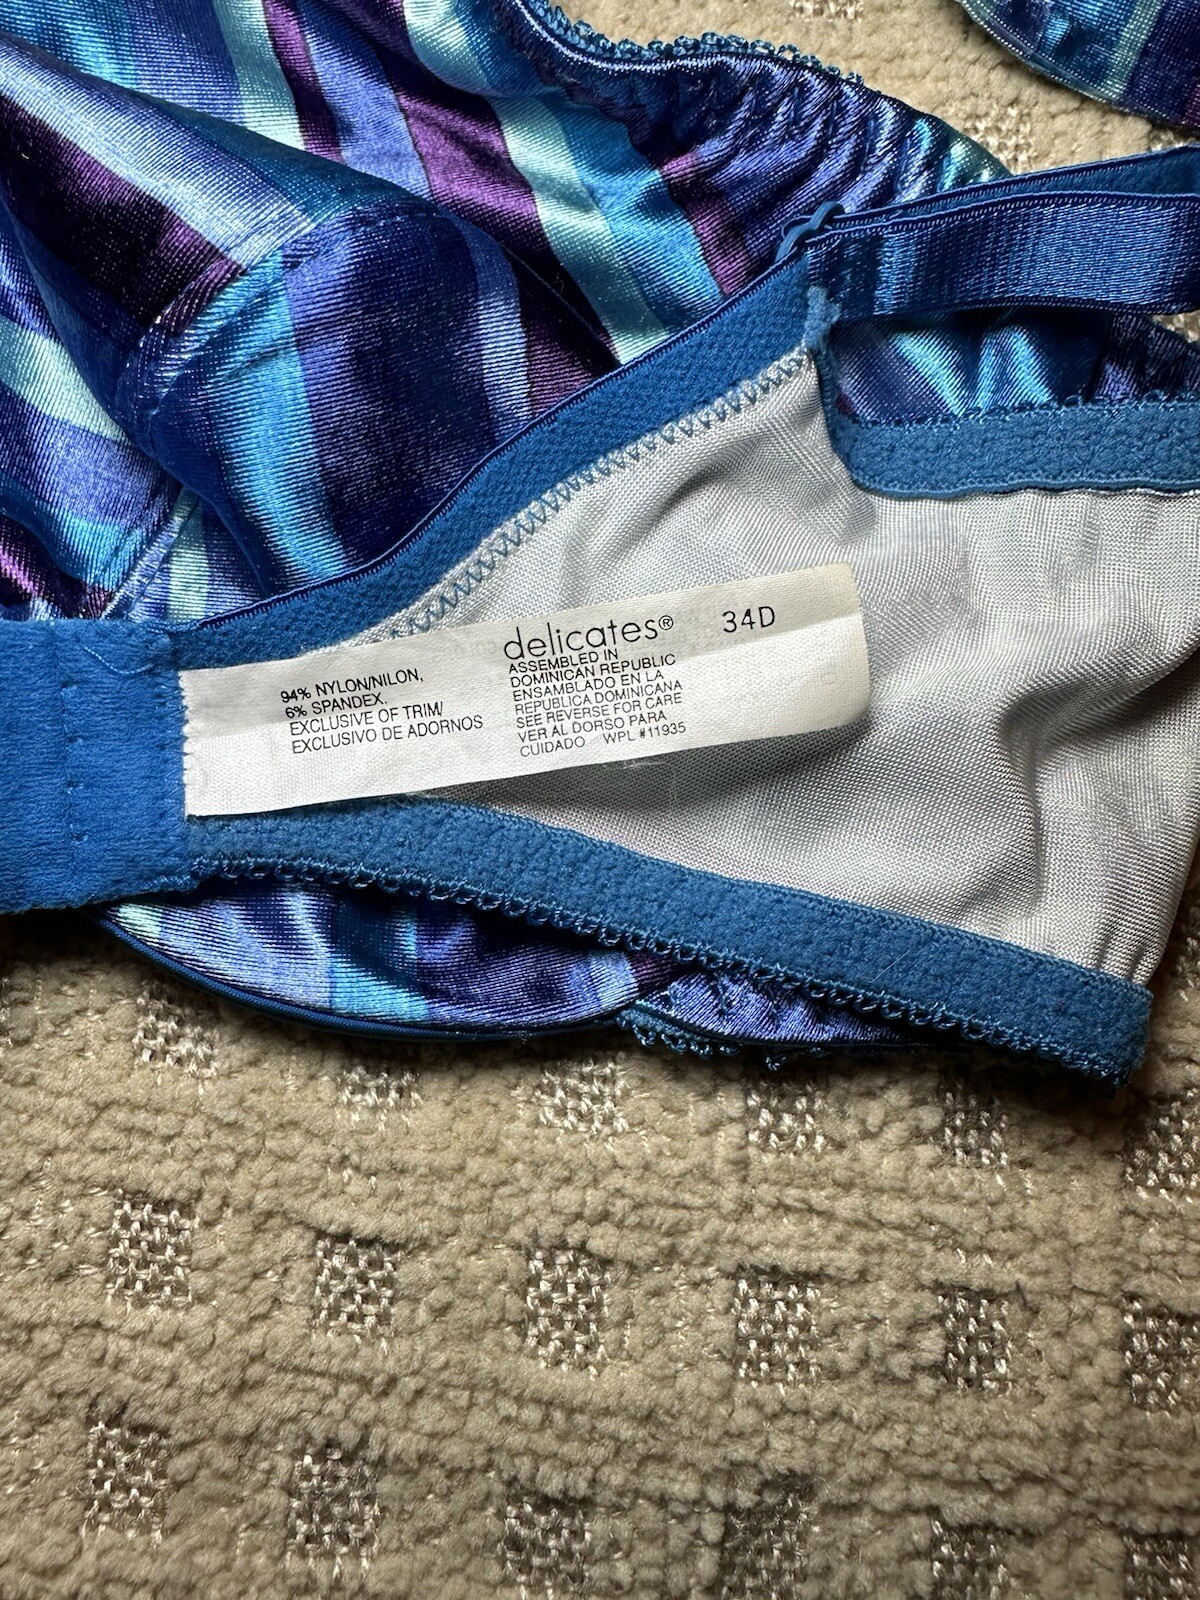 delicates® 34D
94% NYLON/NILON,
6% SPANDEX,
EXCLUSIVE OF TRIM/
EXCLUSIVO DE ADORNOS
ASSEMBLED IN
DOMINICAN REPUBLIC
ENSAMBLADO EN LA
REPUBLICA DOMINICANA
SEE REVERSE FOR CARE
VER AL DORSO PARA
CUIDADO WPL #11935